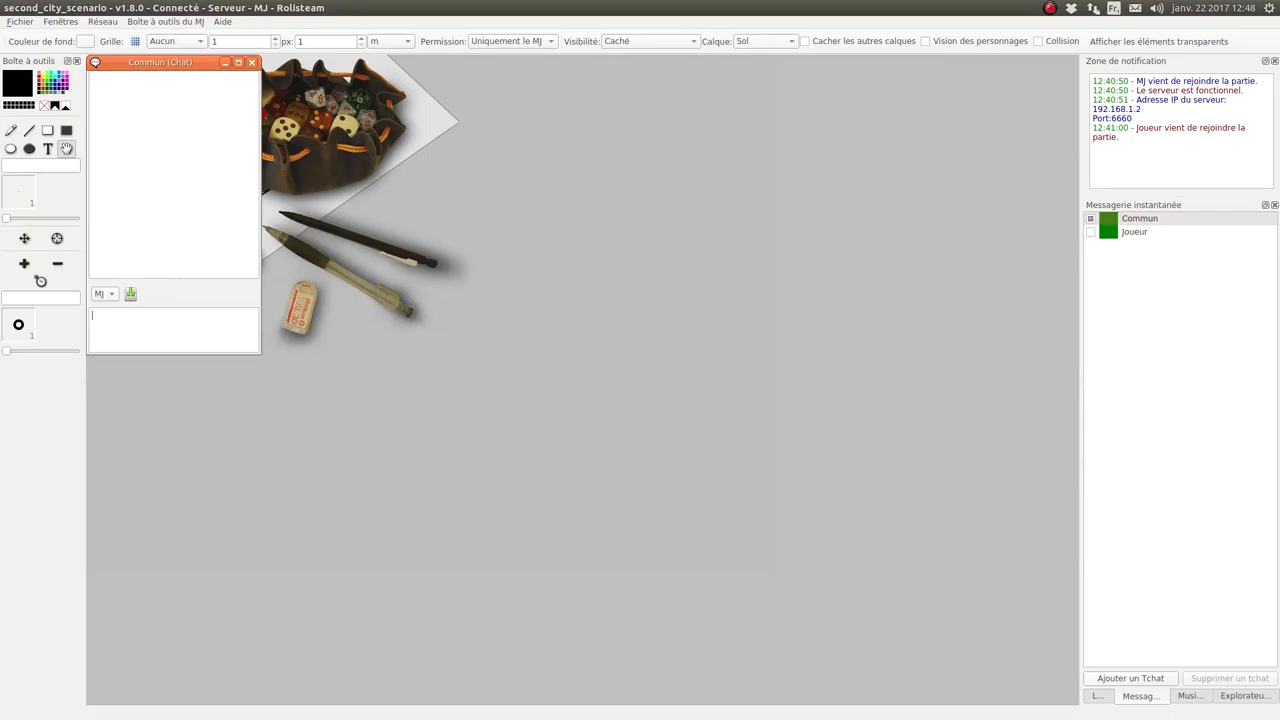 second_city_scenario - v1.8.0 - Connecté - Serveur - MJ - Rolisteam
Fr,
janv. 22 2017 12:48
Fichier Fenêtres Réseau Boîte à outils du MJ Aide
Couleur de fond: Grille: Aucun 1 px: 1 m Permission: Uniquement le MJ Visibilité: Caché Calque: Sol Cacher les autres calques Vision des personnages Collision Afficher les éléments transparents
Boîte à outils
Commun (Chat)
Zone de notification
12:40:50 - MJ vient de rejoindre la partie.
12:40:50 - Le serveur est fonctionnel.
12:40:51 - Adresse IP du serveur:
192.168.1.2
Port:6660
12:41:00 - Joueur vient de rejoindre la
partie.
T
1
Messagerie instantanée
Commun
Joueur
MJ
1
Ajouter un Tchat Supprimer un tchat
L... Messag... Musi... Explorateu...